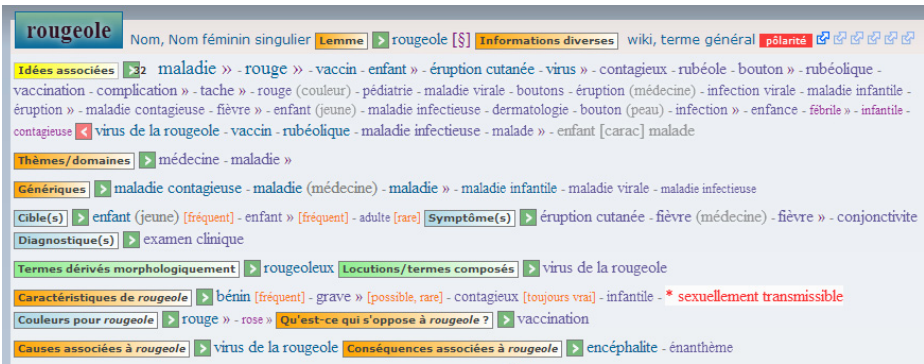 rougeole Nom, Nom féminin singulier Lemme > rougeole [§] Informations diverses wiki, terme général pôlarité
Idées associées >32 maladie » - rouge » - vaccin - enfant » - éruption cutanée - virus » - contagieux - rubéole - bouton » - rubéolique -
vaccination - complication » - tache » - rouge (couleur) - pédiatrie - maladie virale - boutons - éruption (médecine) - infection virale - maladie infantile -
éruption » - maladie contagieuse - fièvre » - enfant (jeune) - maladie infectieuse - dermatologie - bouton (peau) - infection » - enfance - fébrile » - infantile -
contagieuse < virus de la rougeole - vaccin - rubéolique - maladie infectieuse - malade » - enfant [carac] malade
Thèmes/domaines > médecine - maladie »
Génériques > maladie contagieuse - maladie (médecine) - maladie » - maladie infantile - maladie virale - maladie infectieuse
Cible(s) > enfant (jeune) [fréquent] - enfant » [fréquent] - adulte [rare] Symptôme(s) > éruption cutanée - fièvre (médecine) - fièvre » - conjonctivite
Diagnostique(s) > examen clinique
Termes dérivés morphologiquement > rougeoleux Locutions/termes composés > virus de la rougeole
Caractéristiques de rougeole > bénin [fréquent] - grave » [possible, rare] - contagieux [toujours vrai] - infantile - * sexuellement transmissible
Couleurs pour rougeole > rouge » - rose » Qu'est-ce qui s'oppose à rougeole ? > vaccination
Causes associées à rougeole > virus de la rougeole Conséquences associées à rougeole > encéphalite - énanthème